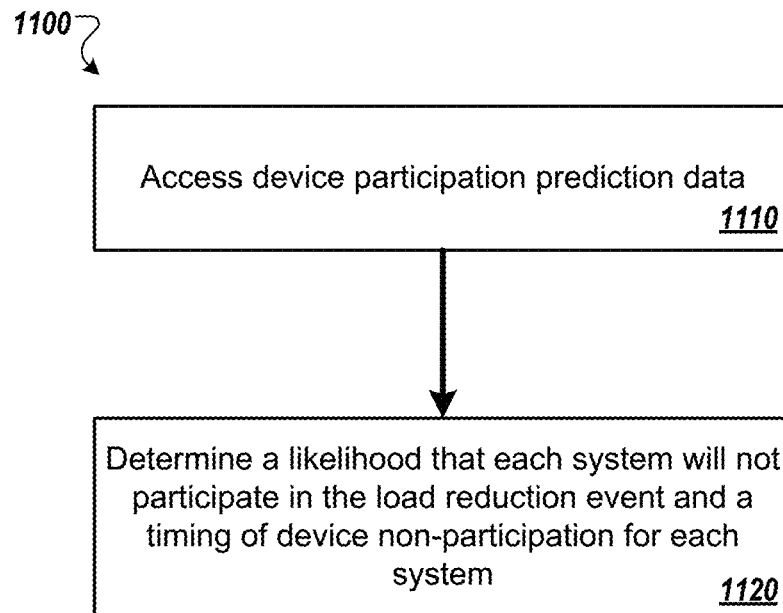 1100
Access device participation prediction data
1110
Determine a likelihood that each system will not
participate in the load reduction event and a
timing of device non-participation for each
system
1120